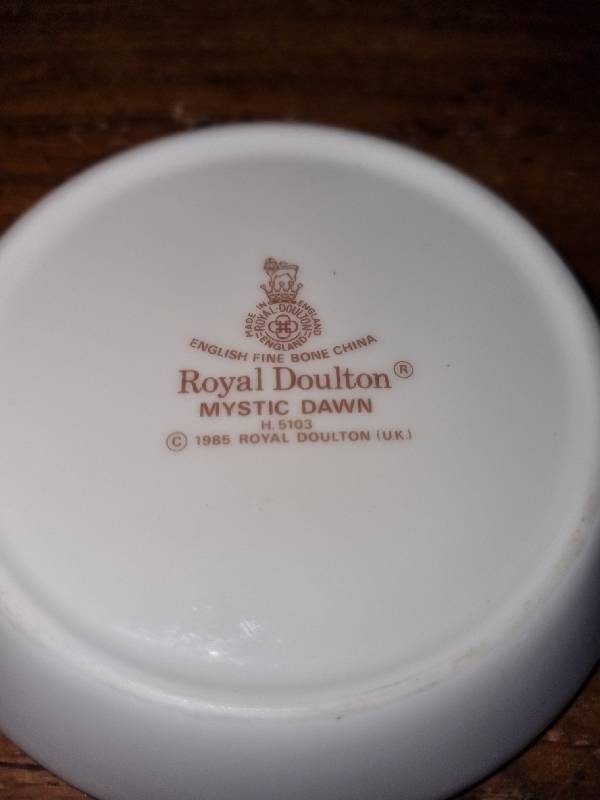 MADE IN ENGLAND
ROYAL·DOULTON
ENGLAND
ENGLISH FINE BONE CHINA
Royal Doulton ®
MYSTIC DAWN
H. 5103
© 1985 ROYAL DOULTON (U.K.)